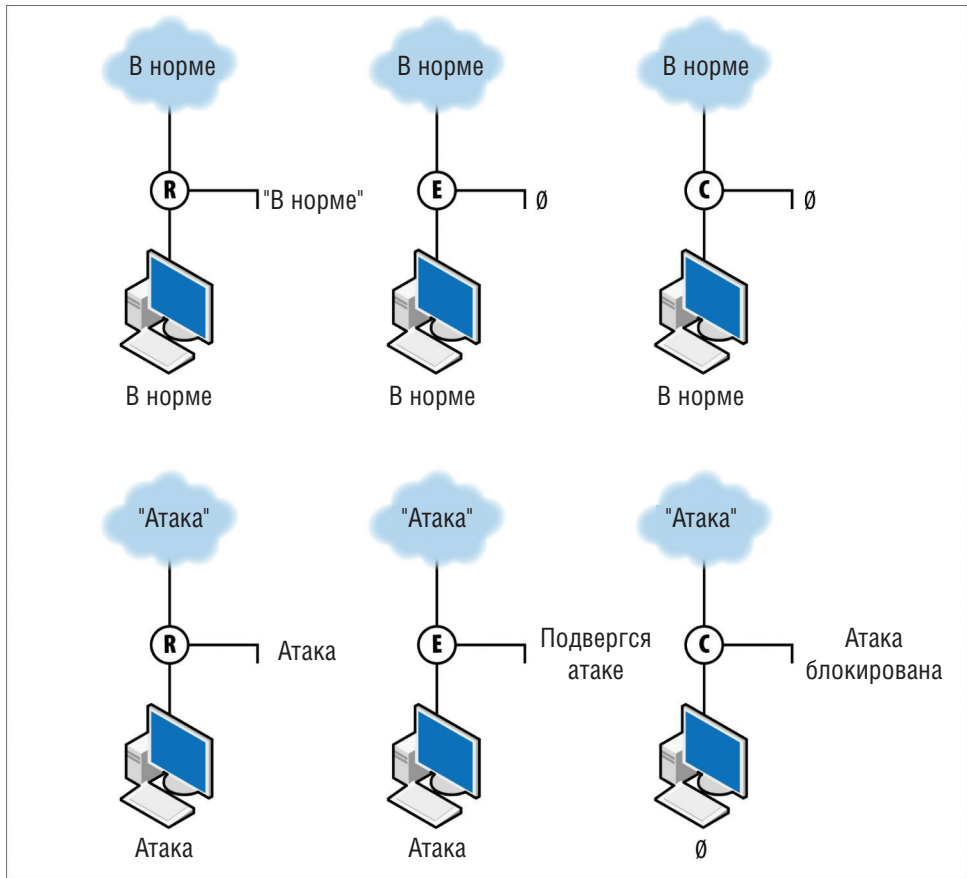 В норме В норме В норме
R "В норме" E Ø C Ø
В норме В норме В норме
"Атака" "Атака" "Атака"
R Атака E Подвергся атаке C Атака блокирована
Атака Атака Ø